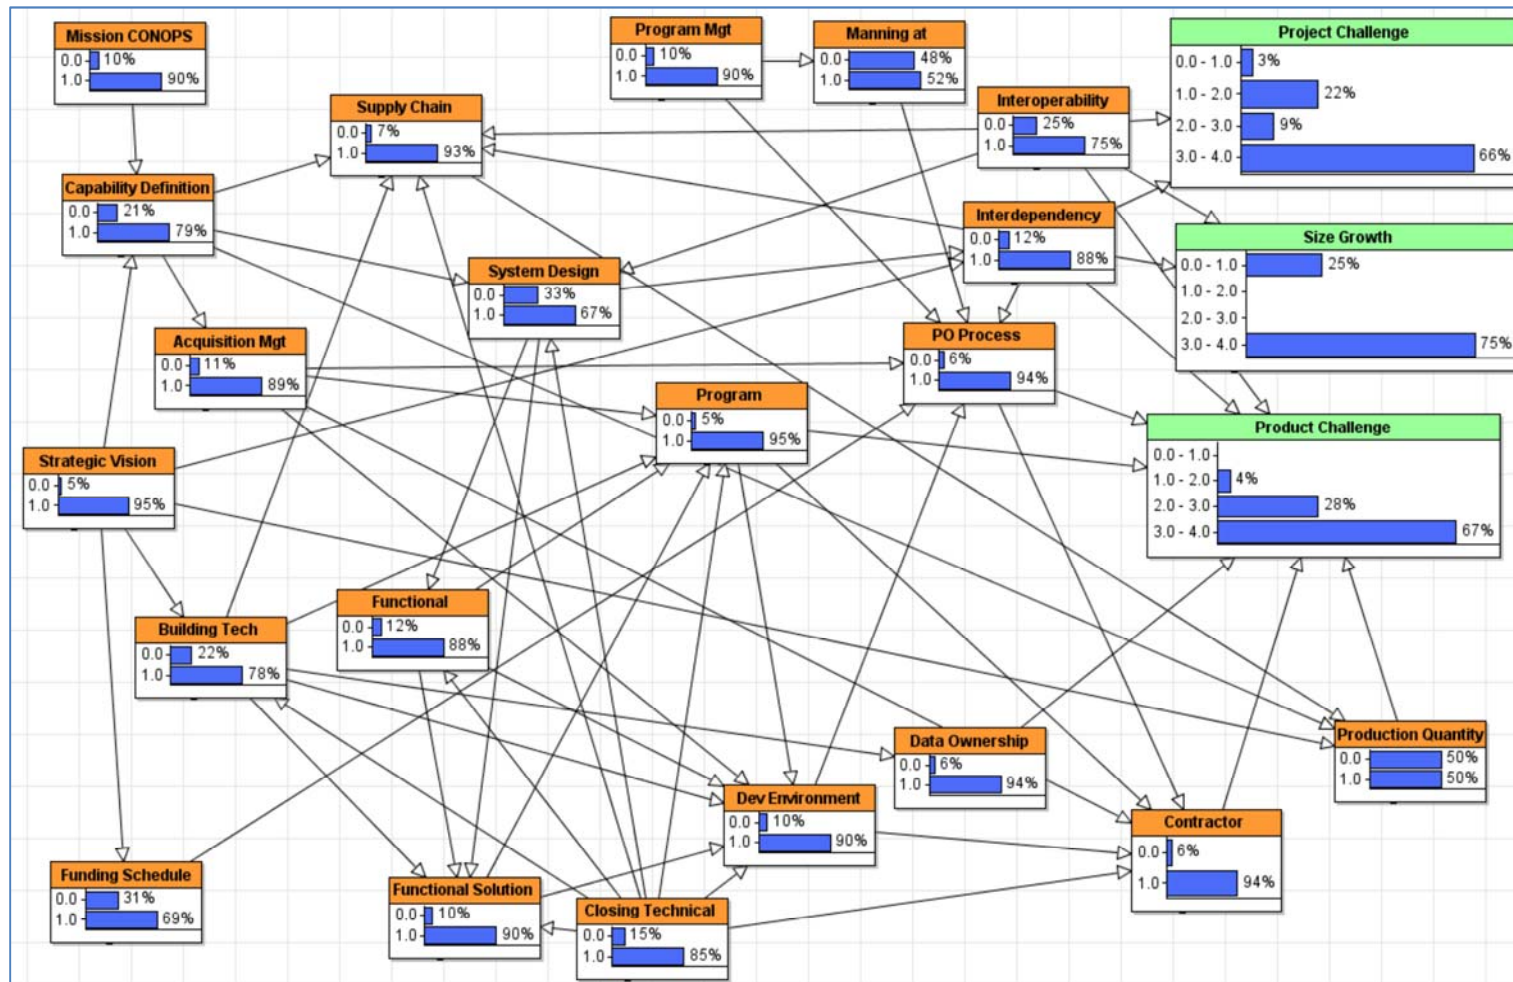 Mission CONOPS
0.0 10%
1.0 90%
Program Mgt
0.0 10%
1.0 90%
Manning at
0.0 48%
1.0 52%
Project Challenge
0.0 - 1.0 3%
1.0 - 2.0 22%
2.0 - 3.0 9%
3.0 - 4.0 66%
Supply Chain
0.0 7%
1.0 93%
Interoperability
0.0 25%
1.0 75%
Capability Definition
0.0 21%
1.0 79%
Interdependency
0.0 12%
1.0 88%
Size Growth
0.0 - 1.0 25%
1.0 - 2.0
2.0 - 3.0
3.0 - 4.0 75%
System Design
0.0 33%
1.0 67%
Acquisition Mgt
0.0 11%
1.0 89%
PO Process
0.0 6%
1.0 94%
Program
0.0 5%
1.0 95%
Product Challenge
0.0 - 1.0
1.0 - 2.0 4%
2.0 - 3.0 28%
3.0 - 4.0 67%
Strategic Vision
0.0 5%
1.0 95%
Functional
0.0 12%
1.0 88%
Building Tech
0.0 22%
1.0 78%
Data Ownership
0.0 6%
1.0 94%
Production Quantity
0.0 50%
1.0 50%
Dev Environment
0.0 10%
1.0 90%
Contractor
0.0 6%
1.0 94%
Funding Schedule
0.0 31%
1.0 69%
Functional Solution
0.0 10%
1.0 90%
Closing Technical
0.0 15%
1.0 85%